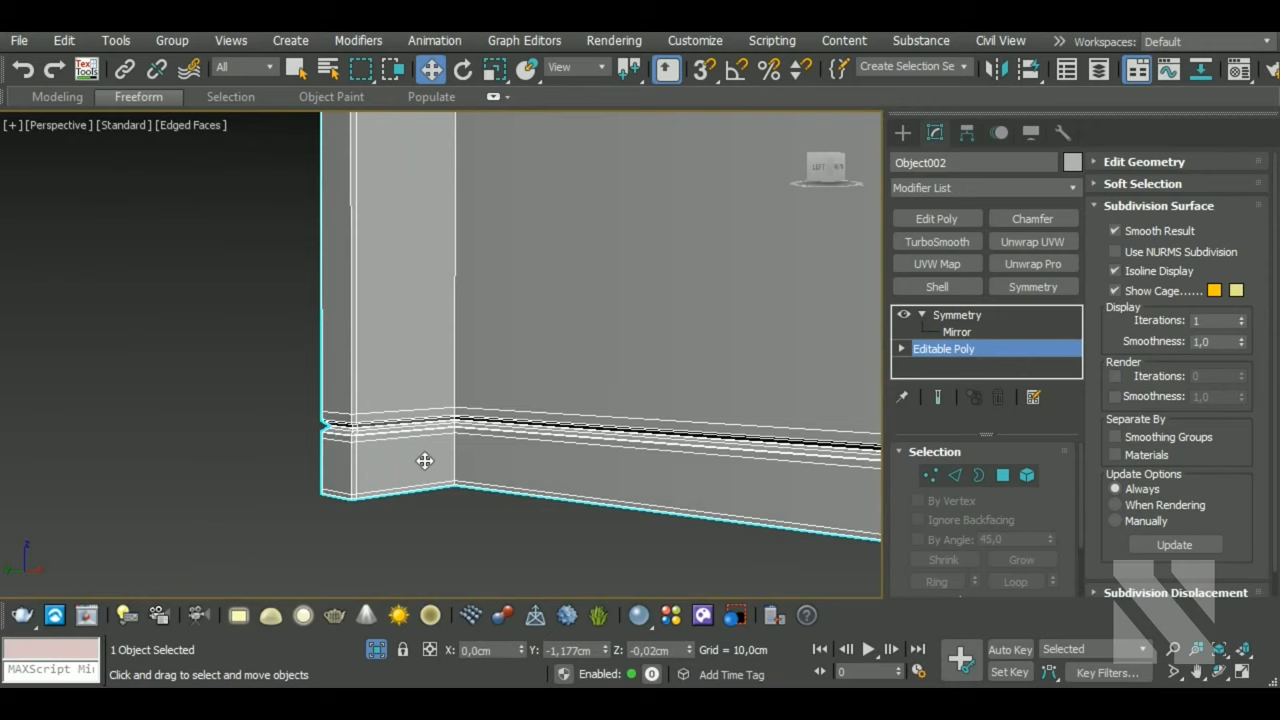 File Edit Tools Group Views Create Modifiers Animation Graph Editors Rendering Customize Scripting Content Substance Civil View Workspaces: Default
Tex Tools All View Create Selection Se
Modeling Freeform Selection Object Paint Populate
[+] [Perspective ] [Standard ] [Edged Faces ]
LEFT
Object002
Modifier List
Edit Poly Chamfer
TurboSmooth Unwrap UVW
UVW Map Unwrap Pro
Shell Symmetry
Symmetry
Mirror
Editable Poly
Selection
By Vertex
Ignore Backfacing
By Angle: 45,0
Shrink Grow
Ring Loop
Edit Geometry
Soft Selection
Subdivision Surface
Smooth Result
Use NURMS Subdivision
Isoline Display
Show Cage......
Display
Iterations: 1
Smoothness: 1,0
Render
Iterations: 0
Smoothness: 1,0
Separate By
Smoothing Groups
Materials
Update Options
Always
When Rendering
Manually
Update
Subdivision Displacement
z
1 Object Selected X: 0,0cm Y: -1,177cm Z: -0,02cm Grid = 10,0cm Auto Key Selected
MAXScript Mi Click and drag to select and move objects Enabled: 0 Add Time Tag 0 Set Key Key Filters...